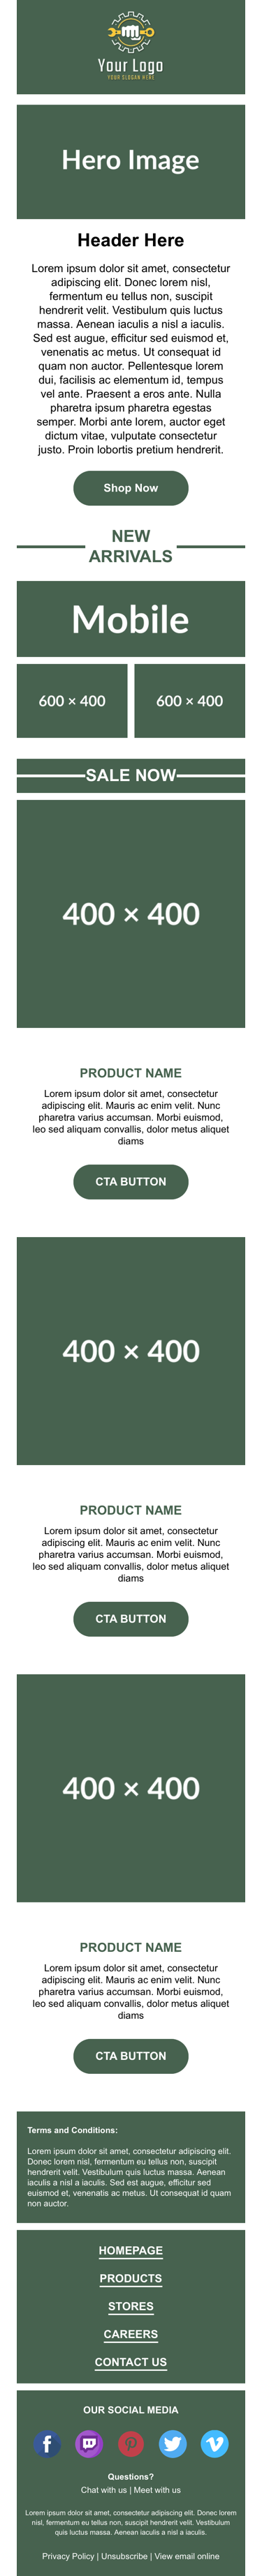 Your Logo
YOUR SLOGAN HERE
Hero Image
Header Here
Lorem ipsum dolor sit amet, consectetur
adipiscing elit. Donec lorem nisl,
fermentum eu tellus non, suscipit
hendrerit velit. Vestibulum quis luctus
massa. Aenean iaculis a nisl a iaculis.
Sed est augue, efficitur sed euismod et,
venenatis ac metus. Ut consequat id
quam non auctor. Pellentesque lorem
dui, facilisis ac elementum id, tempus
vel ante. Praesent a eros ante. Nulla
pharetra ipsum pharetra egestas
semper. Morbi ante lorem, auctor eget
dictum vitae, vulputate consectetur
justo. Proin lobortis pretium hendrerit.
Shop Now
NEW
ARRIVALS
Mobile
600 × 400
600 × 400
SALE NOW
400 × 400
PRODUCT NAME
Lorem ipsum dolor sit amet, consectetur
adipiscing elit. Mauris ac enim velit. Nunc
pharetra varius accumsan. Morbi euismod,
leo sed aliquam convallis, dolor metus aliquet
diams
CTA BUTTON
400 × 400
PRODUCT NAME
Lorem ipsum dolor sit amet, consectetur
adipiscing elit. Mauris ac enim velit. Nunc
pharetra varius accumsan. Morbi euismod,
leo sed aliquam convallis, dolor metus aliquet
diams
CTA BUTTON
400 × 400
PRODUCT NAME
Lorem ipsum dolor sit amet, consectetur
adipiscing elit. Mauris ac enim velit. Nunc
pharetra varius accumsan. Morbi euismod,
leo sed aliquam convallis, dolor metus aliquet
diams
CTA BUTTON
Terms and Conditions:
Lorem ipsum dolor sit amet, consectetur adipiscing elit.
Donec lorem nisl, fermentum eu tellus non, suscipit
hendrerit velit. Vestibulum quis luctus massa. Aenean
iaculis a nisl a iaculis. Sed est augue, efficitur sed
euismod et, venenatis ac metus. Ut consequat id quam
non auctor.
HOMEPAGE
PRODUCTS
STORES
CAREERS
CONTACT US
OUR SOCIAL MEDIA
Questions?
Chat with us | Meet with us
Lorem ipsum dolor sit amet, consectetur adipiscing elit. Donec lorem
nisl, fermentum eu tellus non, suscipit hendrerit velit. Vestibulum
quis luctus massa. Aenean iaculis a nisl a iaculis.
Privacy Policy | Unsubscribe | View email online